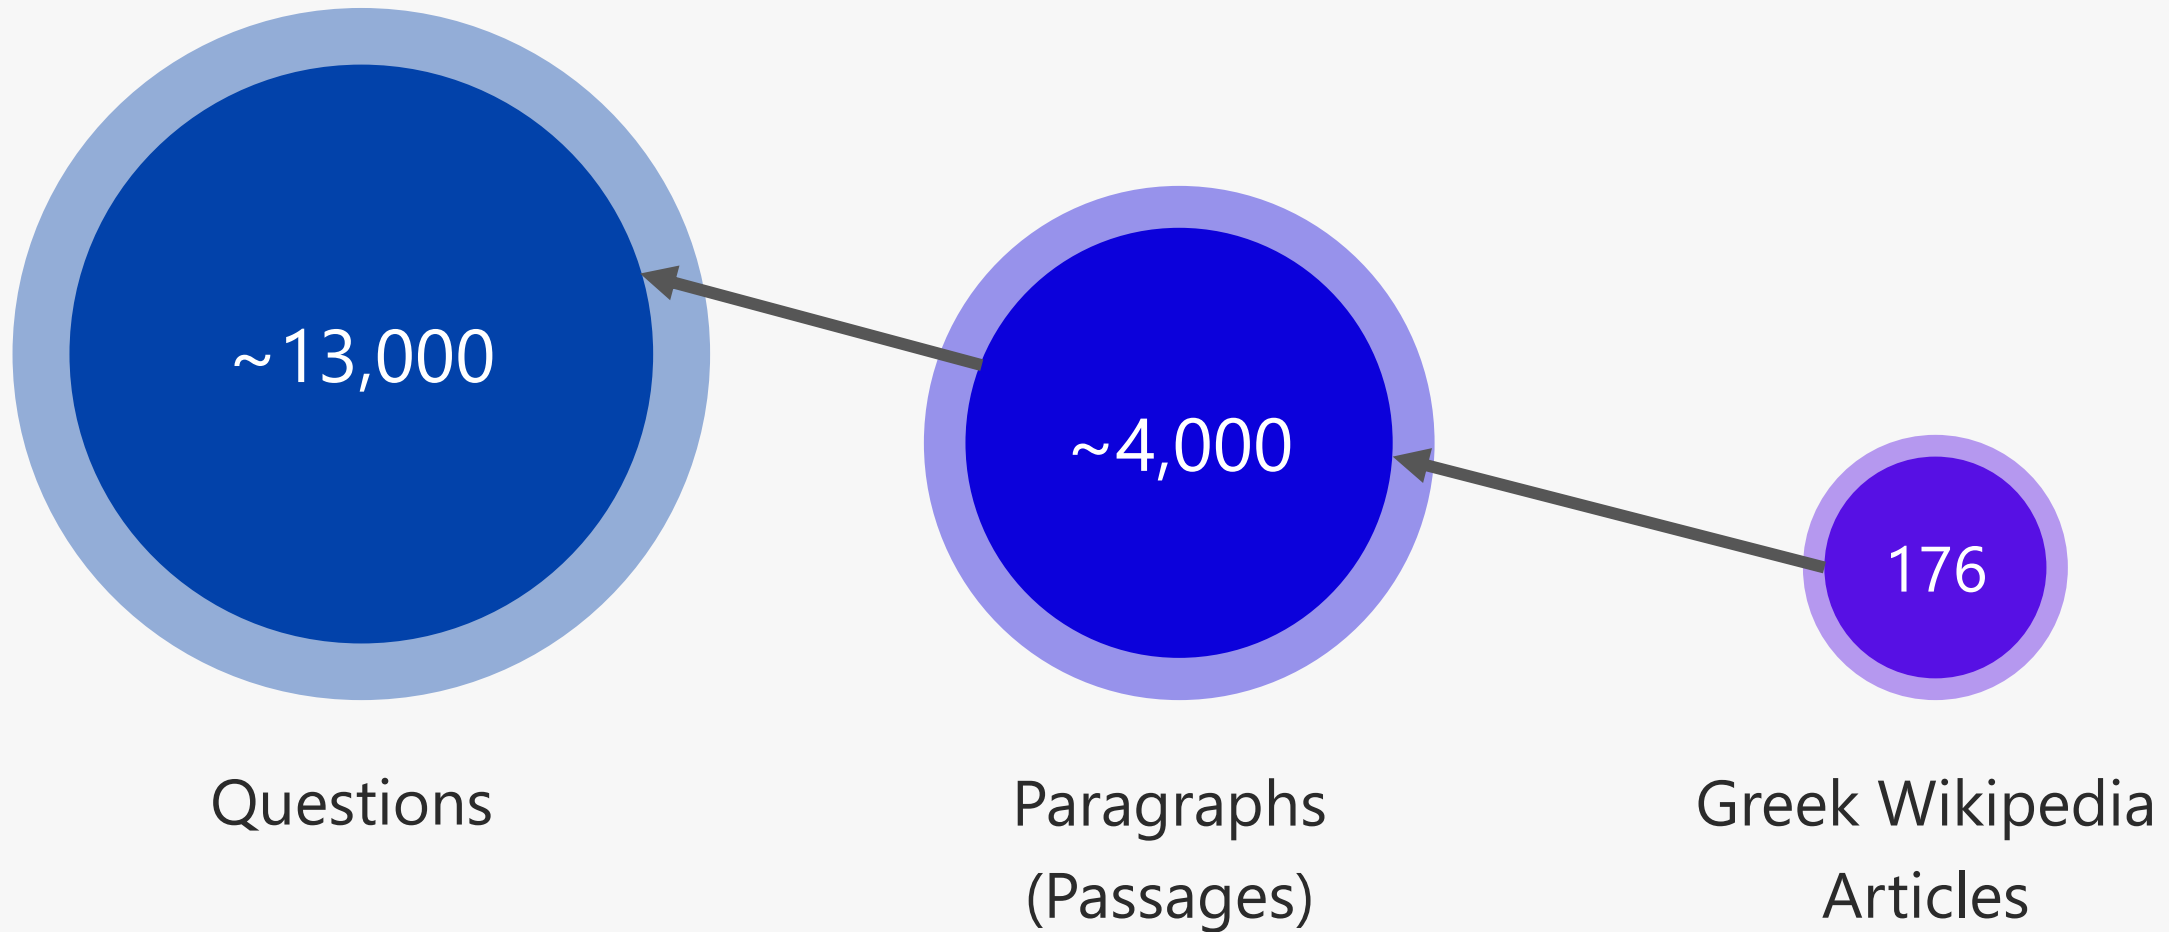 ~13,000
~4,000
176
Questions
Paragraphs
(Passages)
Greek Wikipedia
Articles